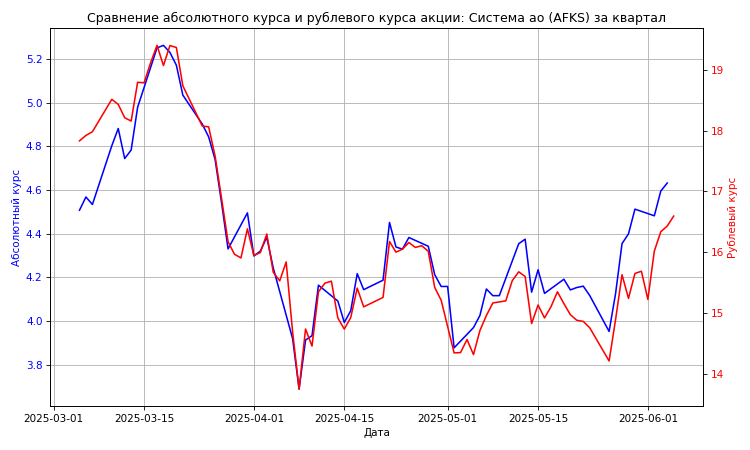 Сравнение абсолютного курса и рублевого курса акции: Система ао (AFKS) за квартал
Абсолютный курс
5.2
5.0
4.8
4.6
4.4
4.2
4.0
3.8
19
18
17
16
15
14
Рублевый курс
2025-03-01 2025-03-15 2025-04-01 2025-04-15 2025-05-01 2025-05-15 2025-06-01
Дата